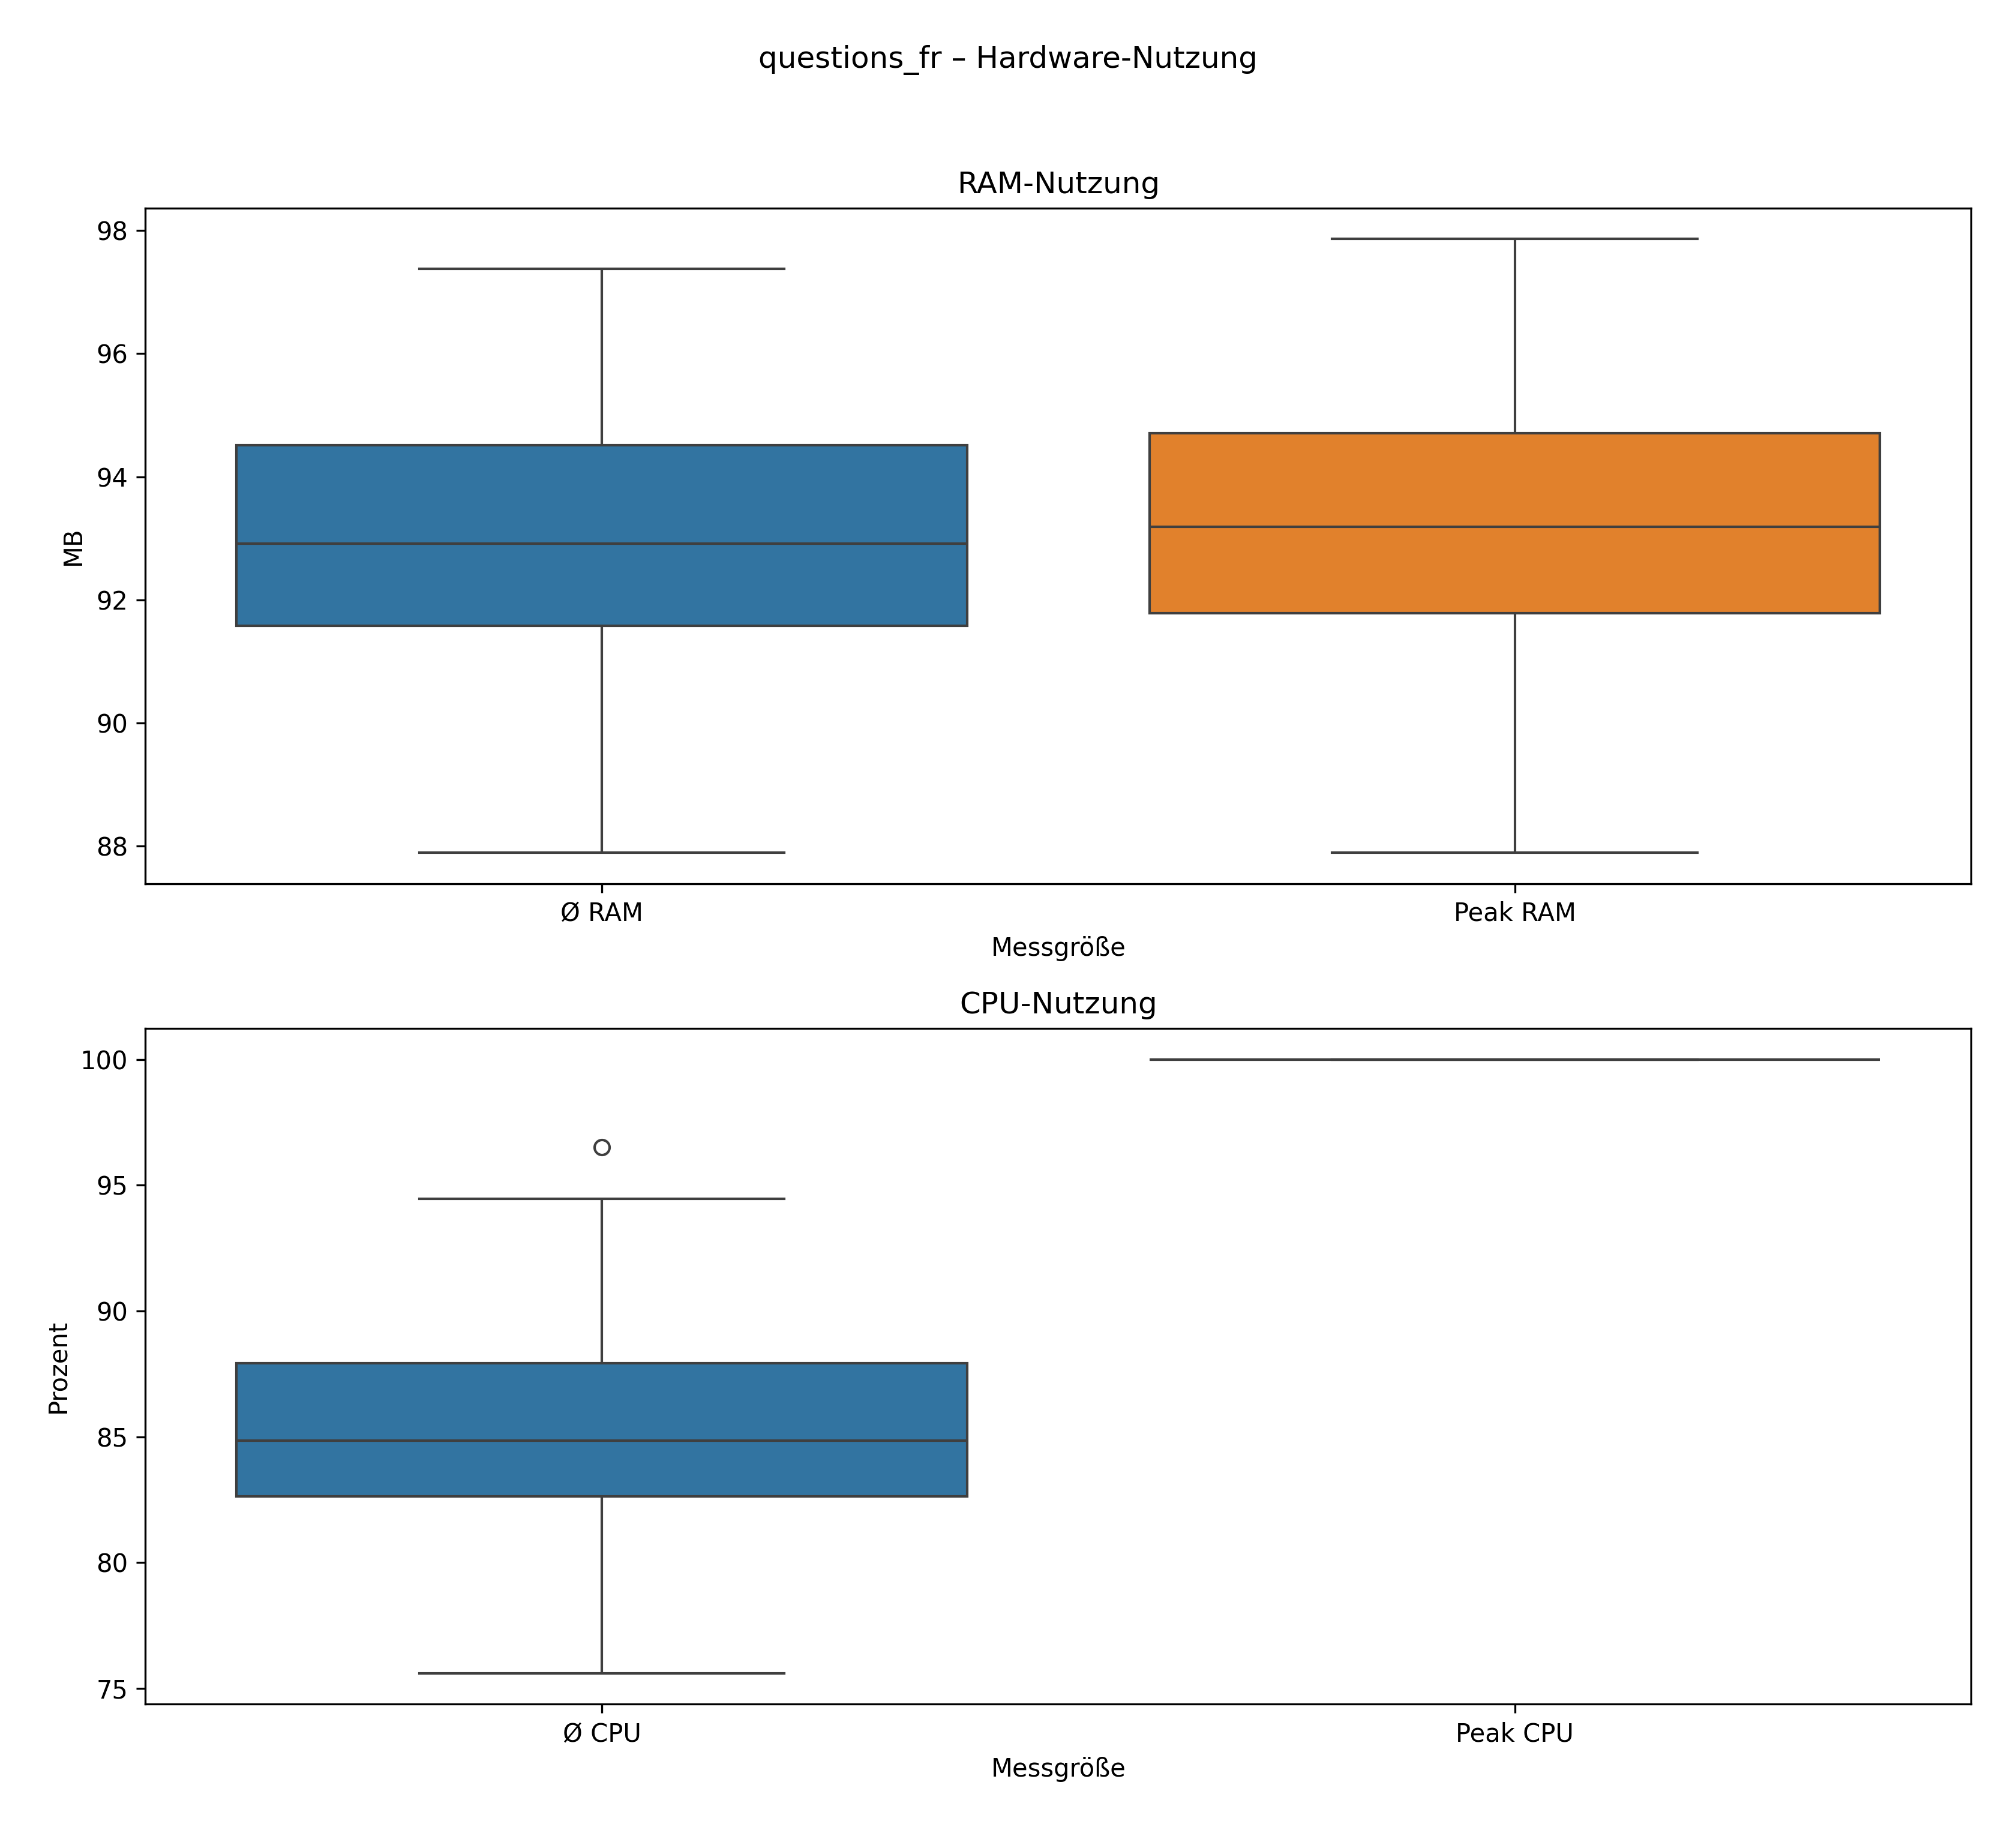 questions_fr – Hardware-Nutzung
RAM-Nutzung
98
96
94
92
90
88
MB
Ø RAM
Peak RAM
Messgröße
CPU-Nutzung
100
95
90
85
80
75
Prozent
Ø CPU
Peak CPU
Messgröße